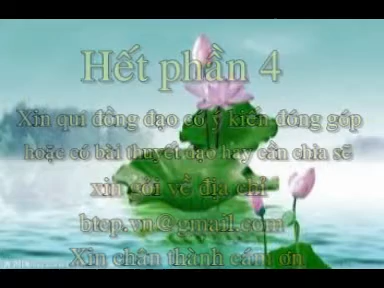 Hết phần 4
Xin quí đồng đạo có ý kiến đóng góp
hoặc có bài thuyết đạo hay cần chia sẽ
xin gởi về địa chỉ
btcp.vn@gmail.com
Xin chân thành cám ơn